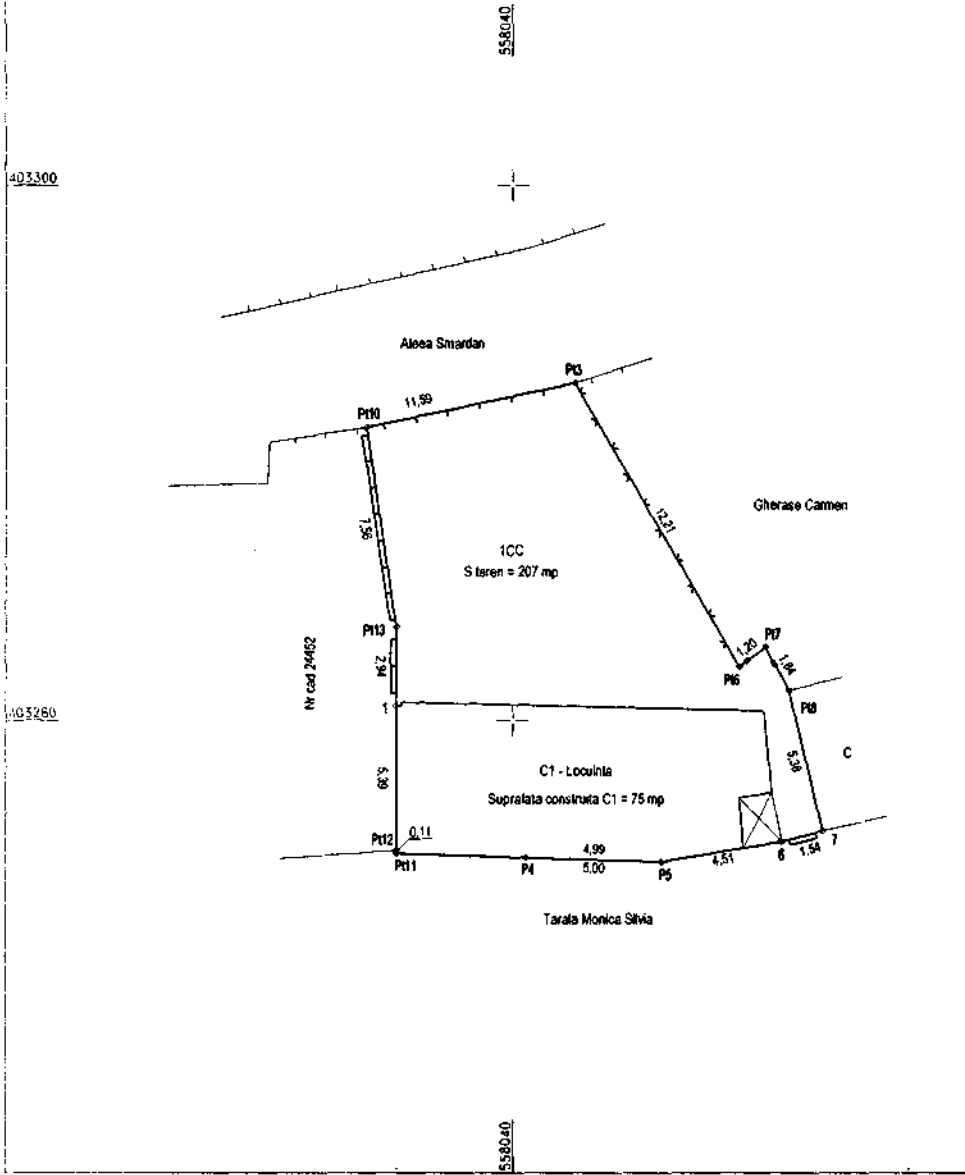 558040
403300
Aleea Smardan
Pt3
11,59
Pt10
Gherase Carmen
12,21
7,56
1CC
S teren = 207 mp
Pt13
Pt7
1,20
1,84
Pt6
2,94
Nr cad 24452
Pt8
1
403280
5,38
C
C1 - Locuinta
5,39
Suprafata construita C1 = 75 mp
0,11
Pt12
7
Pt11
4,99
6
1,54
P4
5,00
P5
4,51
Tarala Monica Silvia
558040